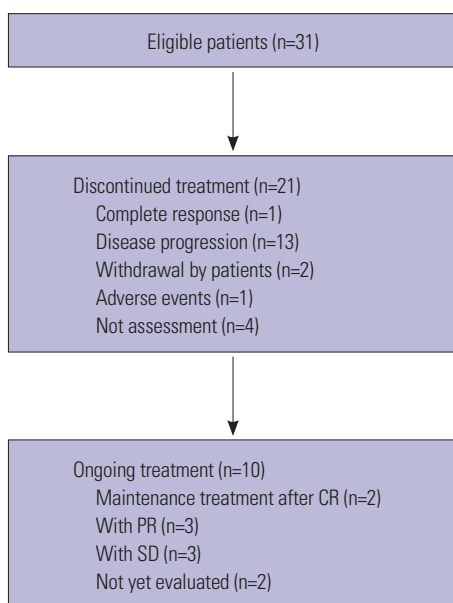 Eligible patients (n=31)
Discontinued treatment (n=21)
Complete response (n=1)
Disease progression (n=13)
Withdrawal by patients (n=2)
Adverse events (n=1)
Not assessment (n=4)
Ongoing treatment (n=10)
Maintenance treatment after CR (n=2)
With PR (n=3)
With SD (n=3)
Not yet evaluated (n=2)